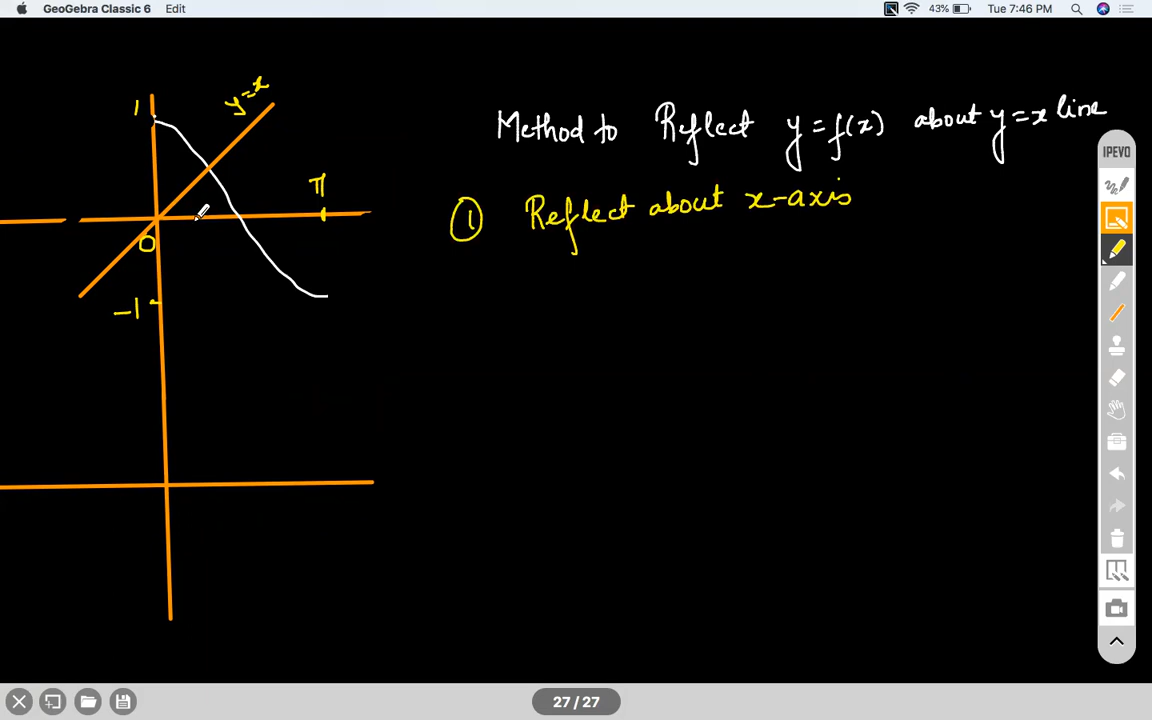 GeoGebra Classic 6 Edit 43% Tue 7:46 PM
1
y=x
Method to Reflect y=f(x) about y=x line
IPEVO
π
① Reflect about x-axis
0
-1
27/27